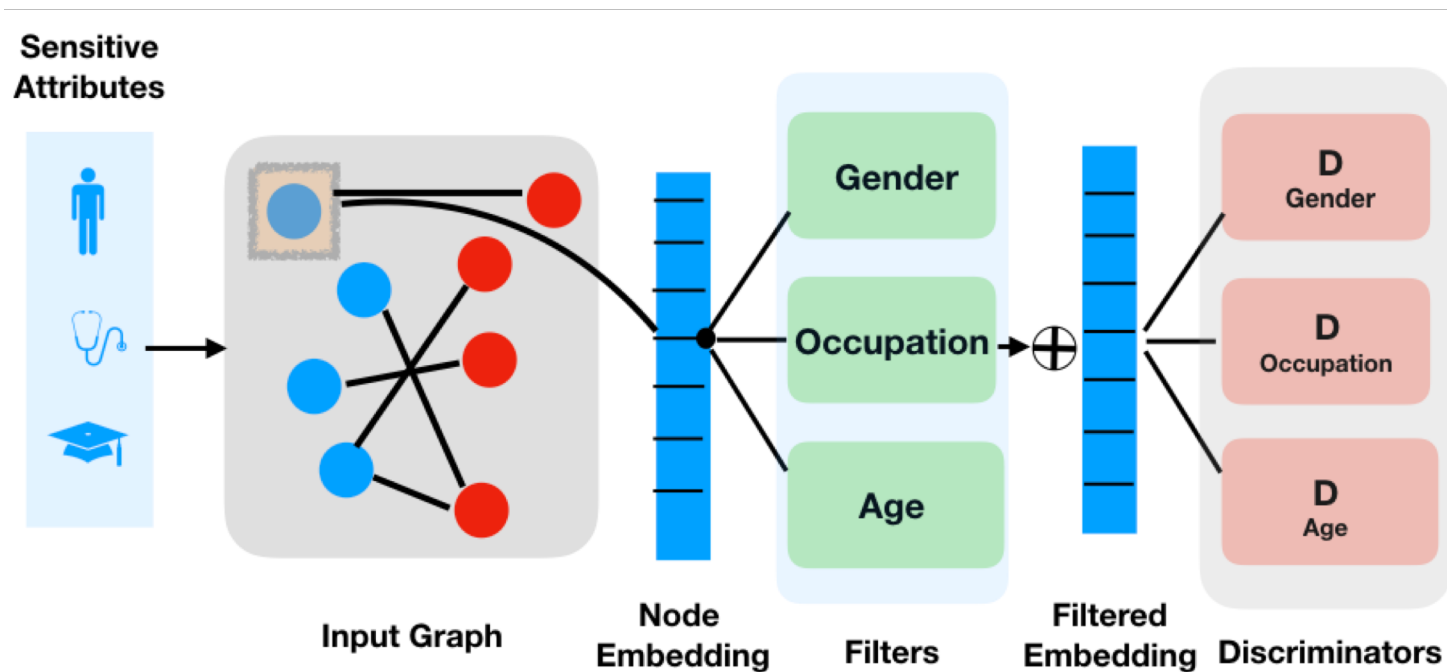 Sensitive
Attributes
Gender
Occupation
Age
D
Gender
D
Occupation
D
Age
Input Graph
Node
Embedding
Filters
Filtered
Embedding
Discriminators